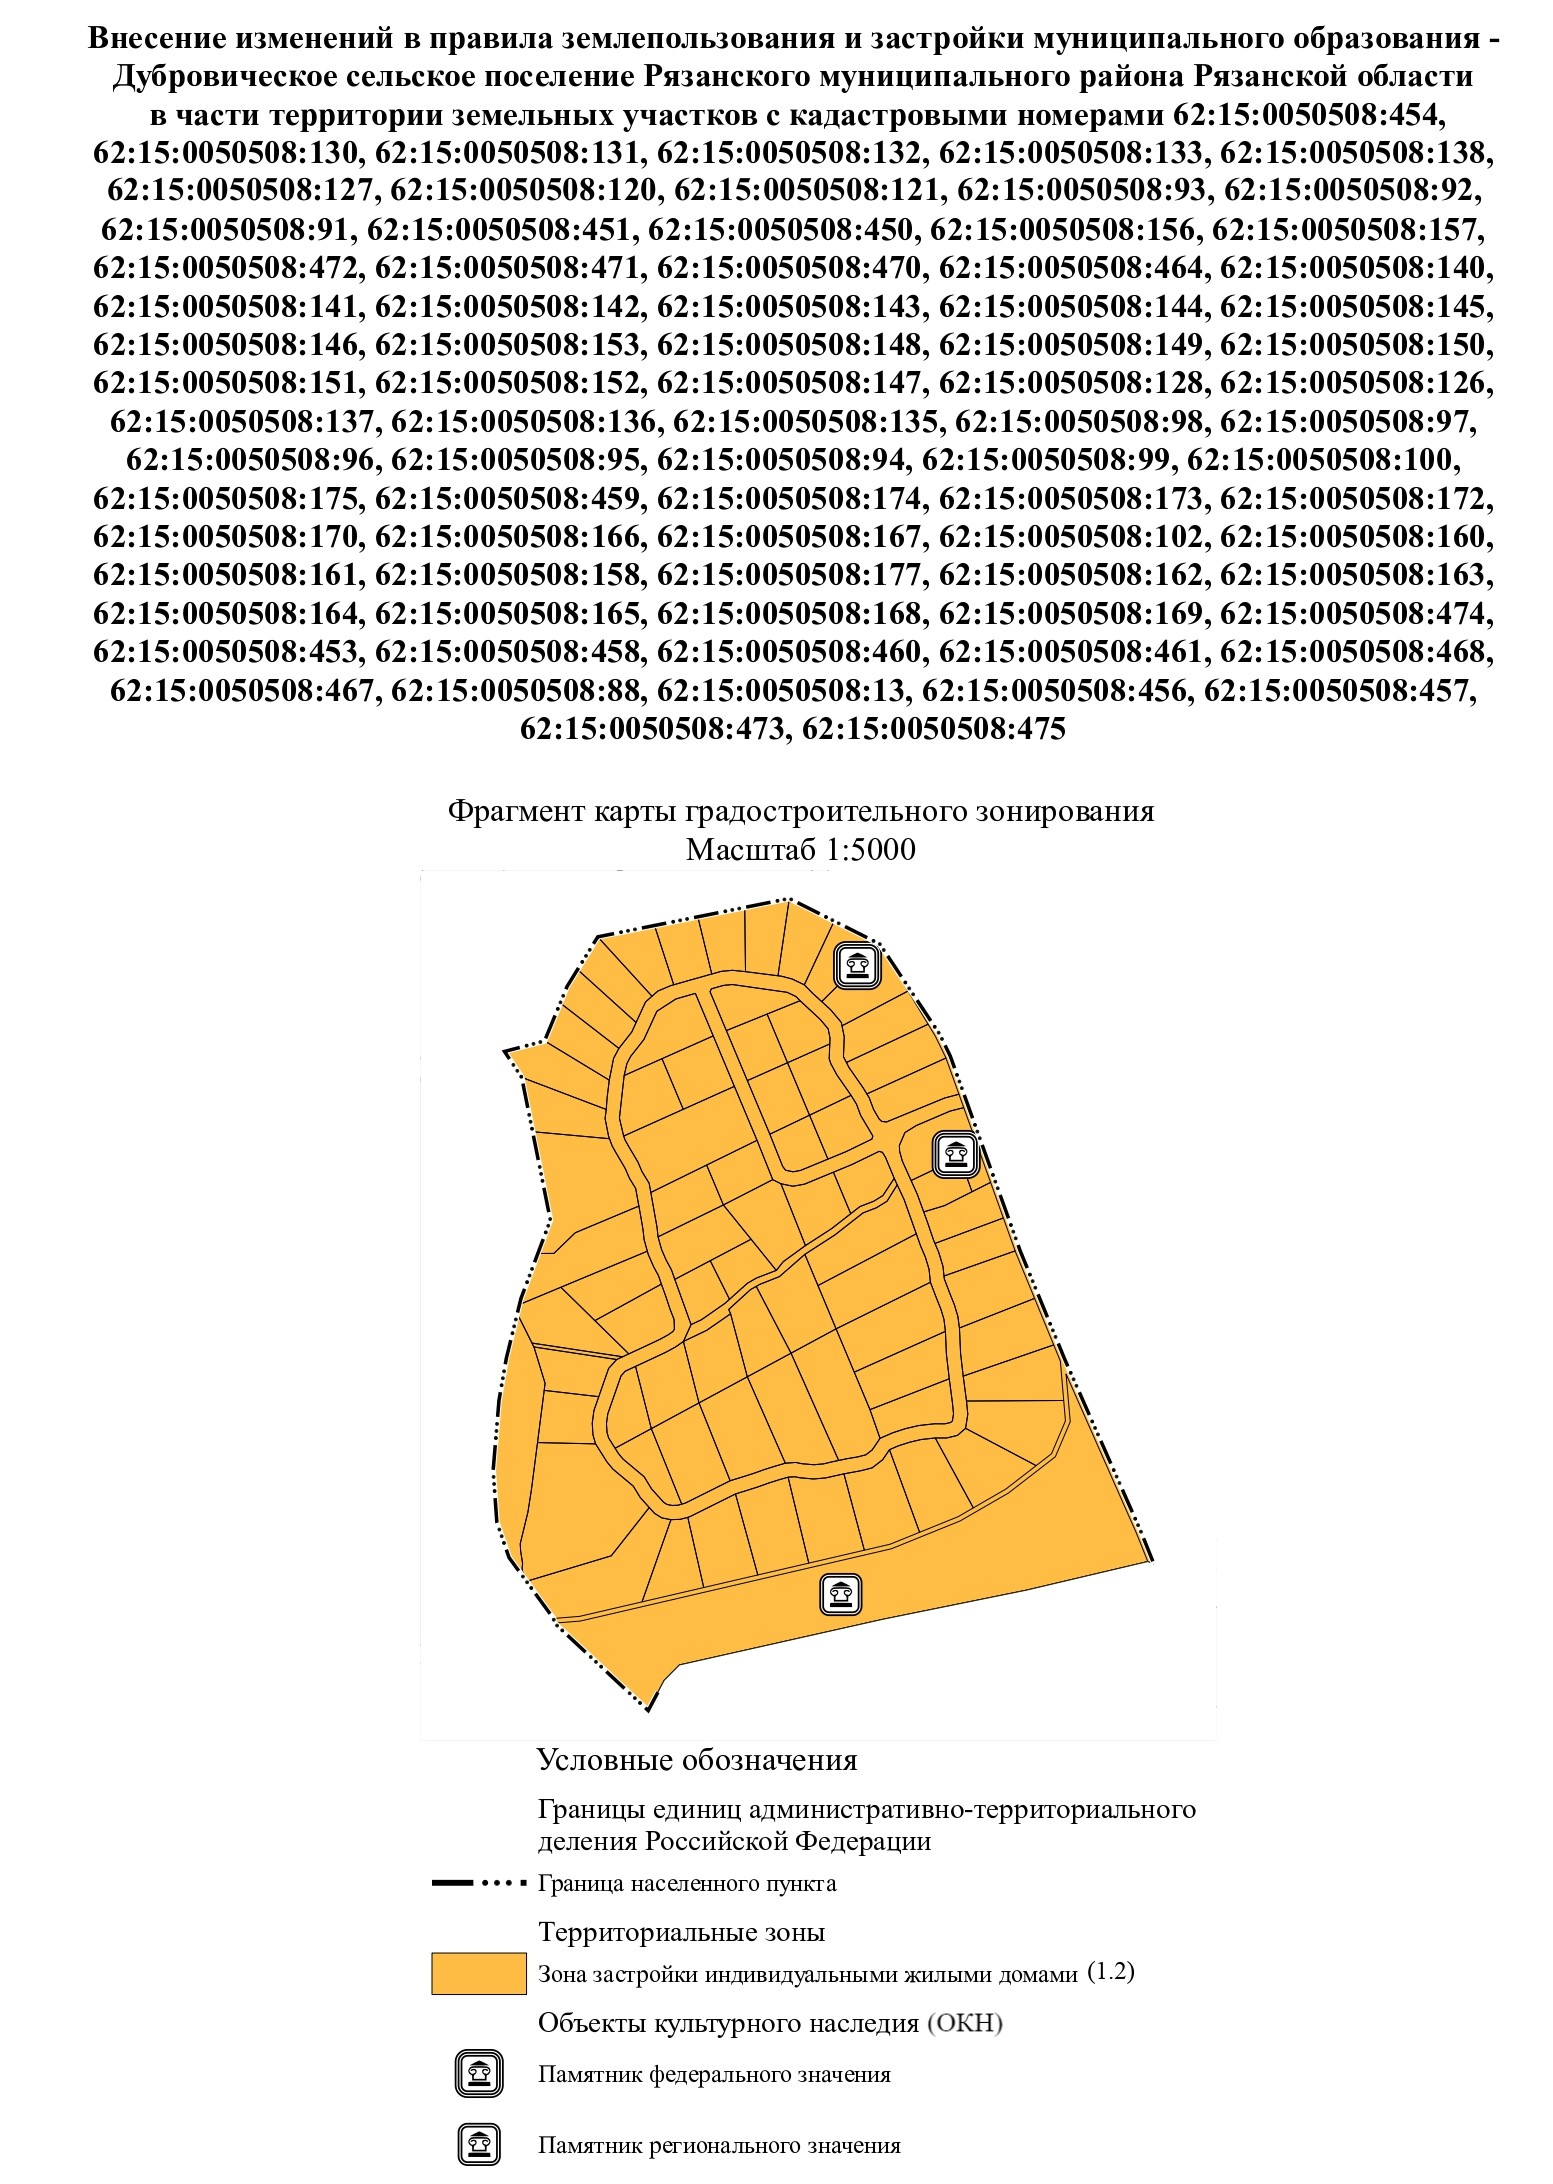 Внесение изменений в правила землепользования и застройки муниципального образования -
Дубровическое сельское поселение Рязанского муниципального района Рязанской области
в части территории земельных участков с кадастровыми номерами 62:15:0050508:454,
62:15:0050508:130, 62:15:0050508:131, 62:15:0050508:132, 62:15:0050508:133, 62:15:0050508:138,
62:15:0050508:127, 62:15:0050508:120, 62:15:0050508:121, 62:15:0050508:93, 62:15:0050508:92,
62:15:0050508:91, 62:15:0050508:451, 62:15:0050508:450, 62:15:0050508:156, 62:15:0050508:157,
62:15:0050508:472, 62:15:0050508:471, 62:15:0050508:470, 62:15:0050508:464, 62:15:0050508:140,
62:15:0050508:141, 62:15:0050508:142, 62:15:0050508:143, 62:15:0050508:144, 62:15:0050508:145,
62:15:0050508:146, 62:15:0050508:153, 62:15:0050508:148, 62:15:0050508:149, 62:15:0050508:150,
62:15:0050508:151, 62:15:0050508:152, 62:15:0050508:147, 62:15:0050508:128, 62:15:0050508:126,
62:15:0050508:137, 62:15:0050508:136, 62:15:0050508:135, 62:15:0050508:98, 62:15:0050508:97,
62:15:0050508:96, 62:15:0050508:95, 62:15:0050508:94, 62:15:0050508:99, 62:15:0050508:100,
62:15:0050508:175, 62:15:0050508:459, 62:15:0050508:174, 62:15:0050508:173, 62:15:0050508:172,
62:15:0050508:170, 62:15:0050508:166, 62:15:0050508:167, 62:15:0050508:102, 62:15:0050508:160,
62:15:0050508:161, 62:15:0050508:158, 62:15:0050508:177, 62:15:0050508:162, 62:15:0050508:163,
62:15:0050508:164, 62:15:0050508:165, 62:15:0050508:168, 62:15:0050508:169, 62:15:0050508:474,
62:15:0050508:453, 62:15:0050508:458, 62:15:0050508:460, 62:15:0050508:461, 62:15:0050508:468,
62:15:0050508:467, 62:15:0050508:88, 62:15:0050508:13, 62:15:0050508:456, 62:15:0050508:457,
62:15:0050508:473, 62:15:0050508:475
Фрагмент карты градостроительного зонирования
Масштаб 1:5000
Условные обозначения
Границы единиц административно-территориального
деления Российской Федерации
Граница населенного пункта
Территориальные зоны
Зона застройки индивидуальными жилыми домами (1.2)
Объекты культурного наследия (ОКН)
Памятник федерального значения
Памятник регионального значения